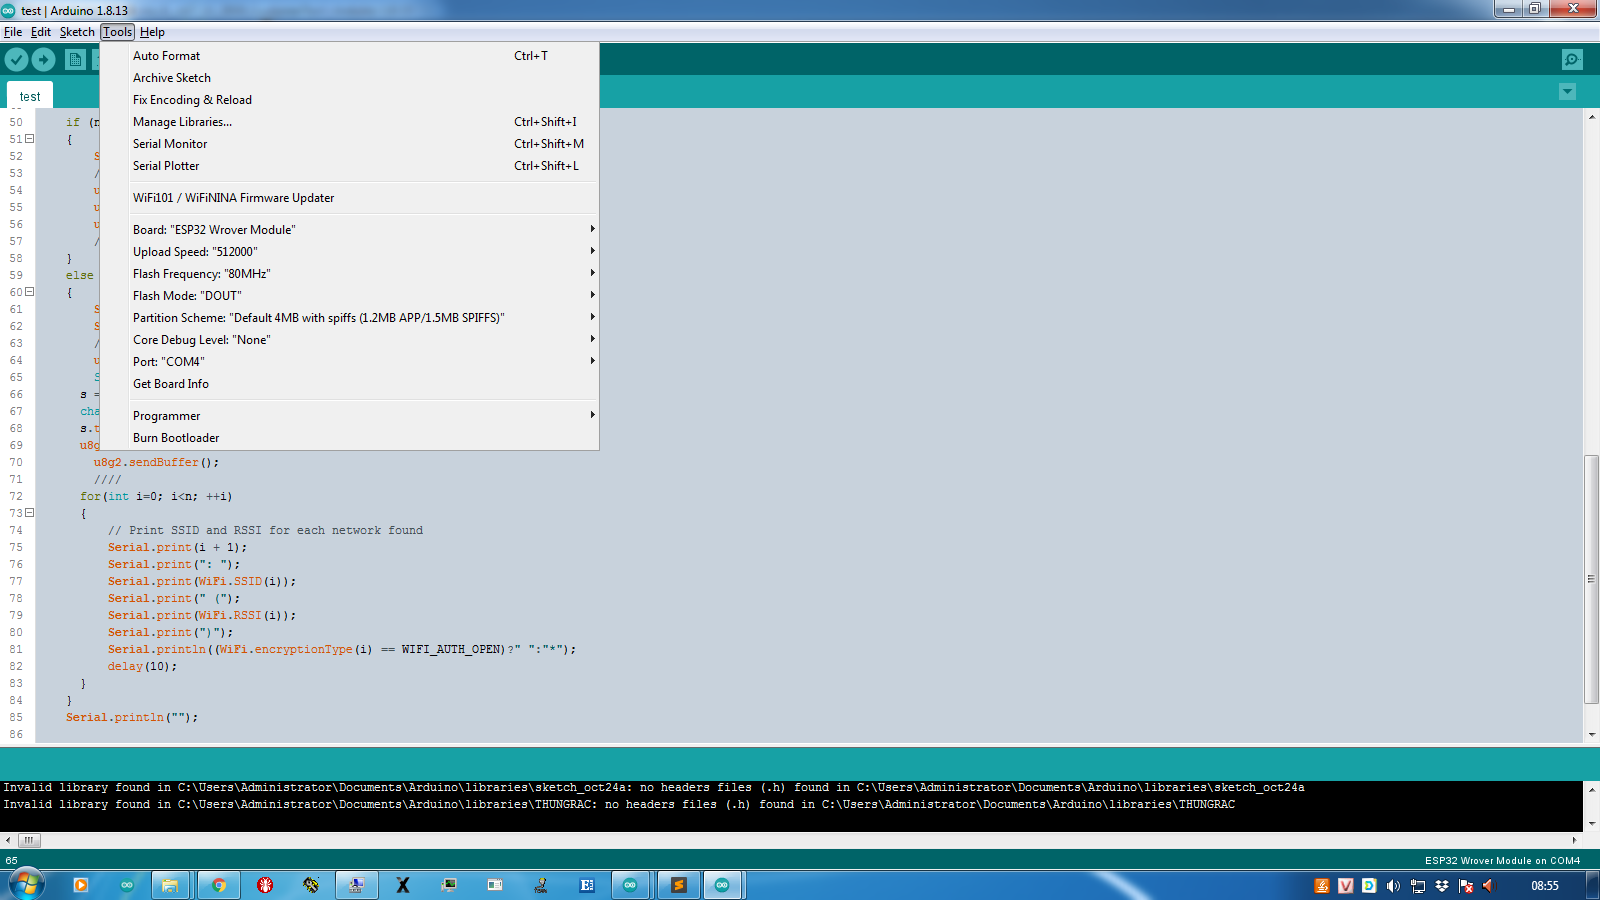 test | Arduino 1.8.13
File Edit Sketch Tools Help
Auto Format Ctrl+T
Archive Sketch
Fix Encoding & Reload
Manage Libraries... Ctrl+Shift+I
Serial Monitor Ctrl+Shift+M
Serial Plotter Ctrl+Shift+L
WiFi101 / WiFiNINA Firmware Updater
Board: "ESP32 Wrover Module"
Upload Speed: "512000"
Flash Frequency: "80MHz"
Flash Mode: "DOUT"
Partition Scheme: "Default 4MB with spiffs (1.2MB APP/1.5MB SPIFFS)"
Core Debug Level: "None"
Port: "COM4"
Get Board Info
Programmer
Burn Bootloader
test
50 if (n
51 {
52 S
53 /
54 u
55 u
56 u
57 /
58 }
59 else
60 {
61 S
62 S
63 /
64 u
65 S
66 s =
67 cha
68 s.t
69 u8g
70 u8g2.sendBuffer();
71 ////
72 for(int i=0; i<n; ++i)
73 {
74 // Print SSID and RSSI for each network found
75 Serial.print(i + 1);
76 Serial.print(": ");
77 Serial.print(WiFi.SSID(i));
78 Serial.print(" (");
79 Serial.print(WiFi.RSSI(i));
80 Serial.print(")");
81 Serial.println((WiFi.encryptionType(i) == WIFI_AUTH_OPEN)?" ":"*");
82 delay(10);
83 }
84 }
85 Serial.println("");
86
Invalid library found in C:\Users\Administrator\Documents\Arduino\libraries\sketch_oct24a: no headers files (.h) found in C:\Users\Administrator\Documents\Arduino\libraries\sketch_oct24a
Invalid library found in C:\Users\Administrator\Documents\Arduino\libraries\THUNGRAC: no headers files (.h) found in C:\Users\Administrator\Documents\Arduino\libraries\THUNGRAC
65 ESP32 Wrover Module on COM4
08:55